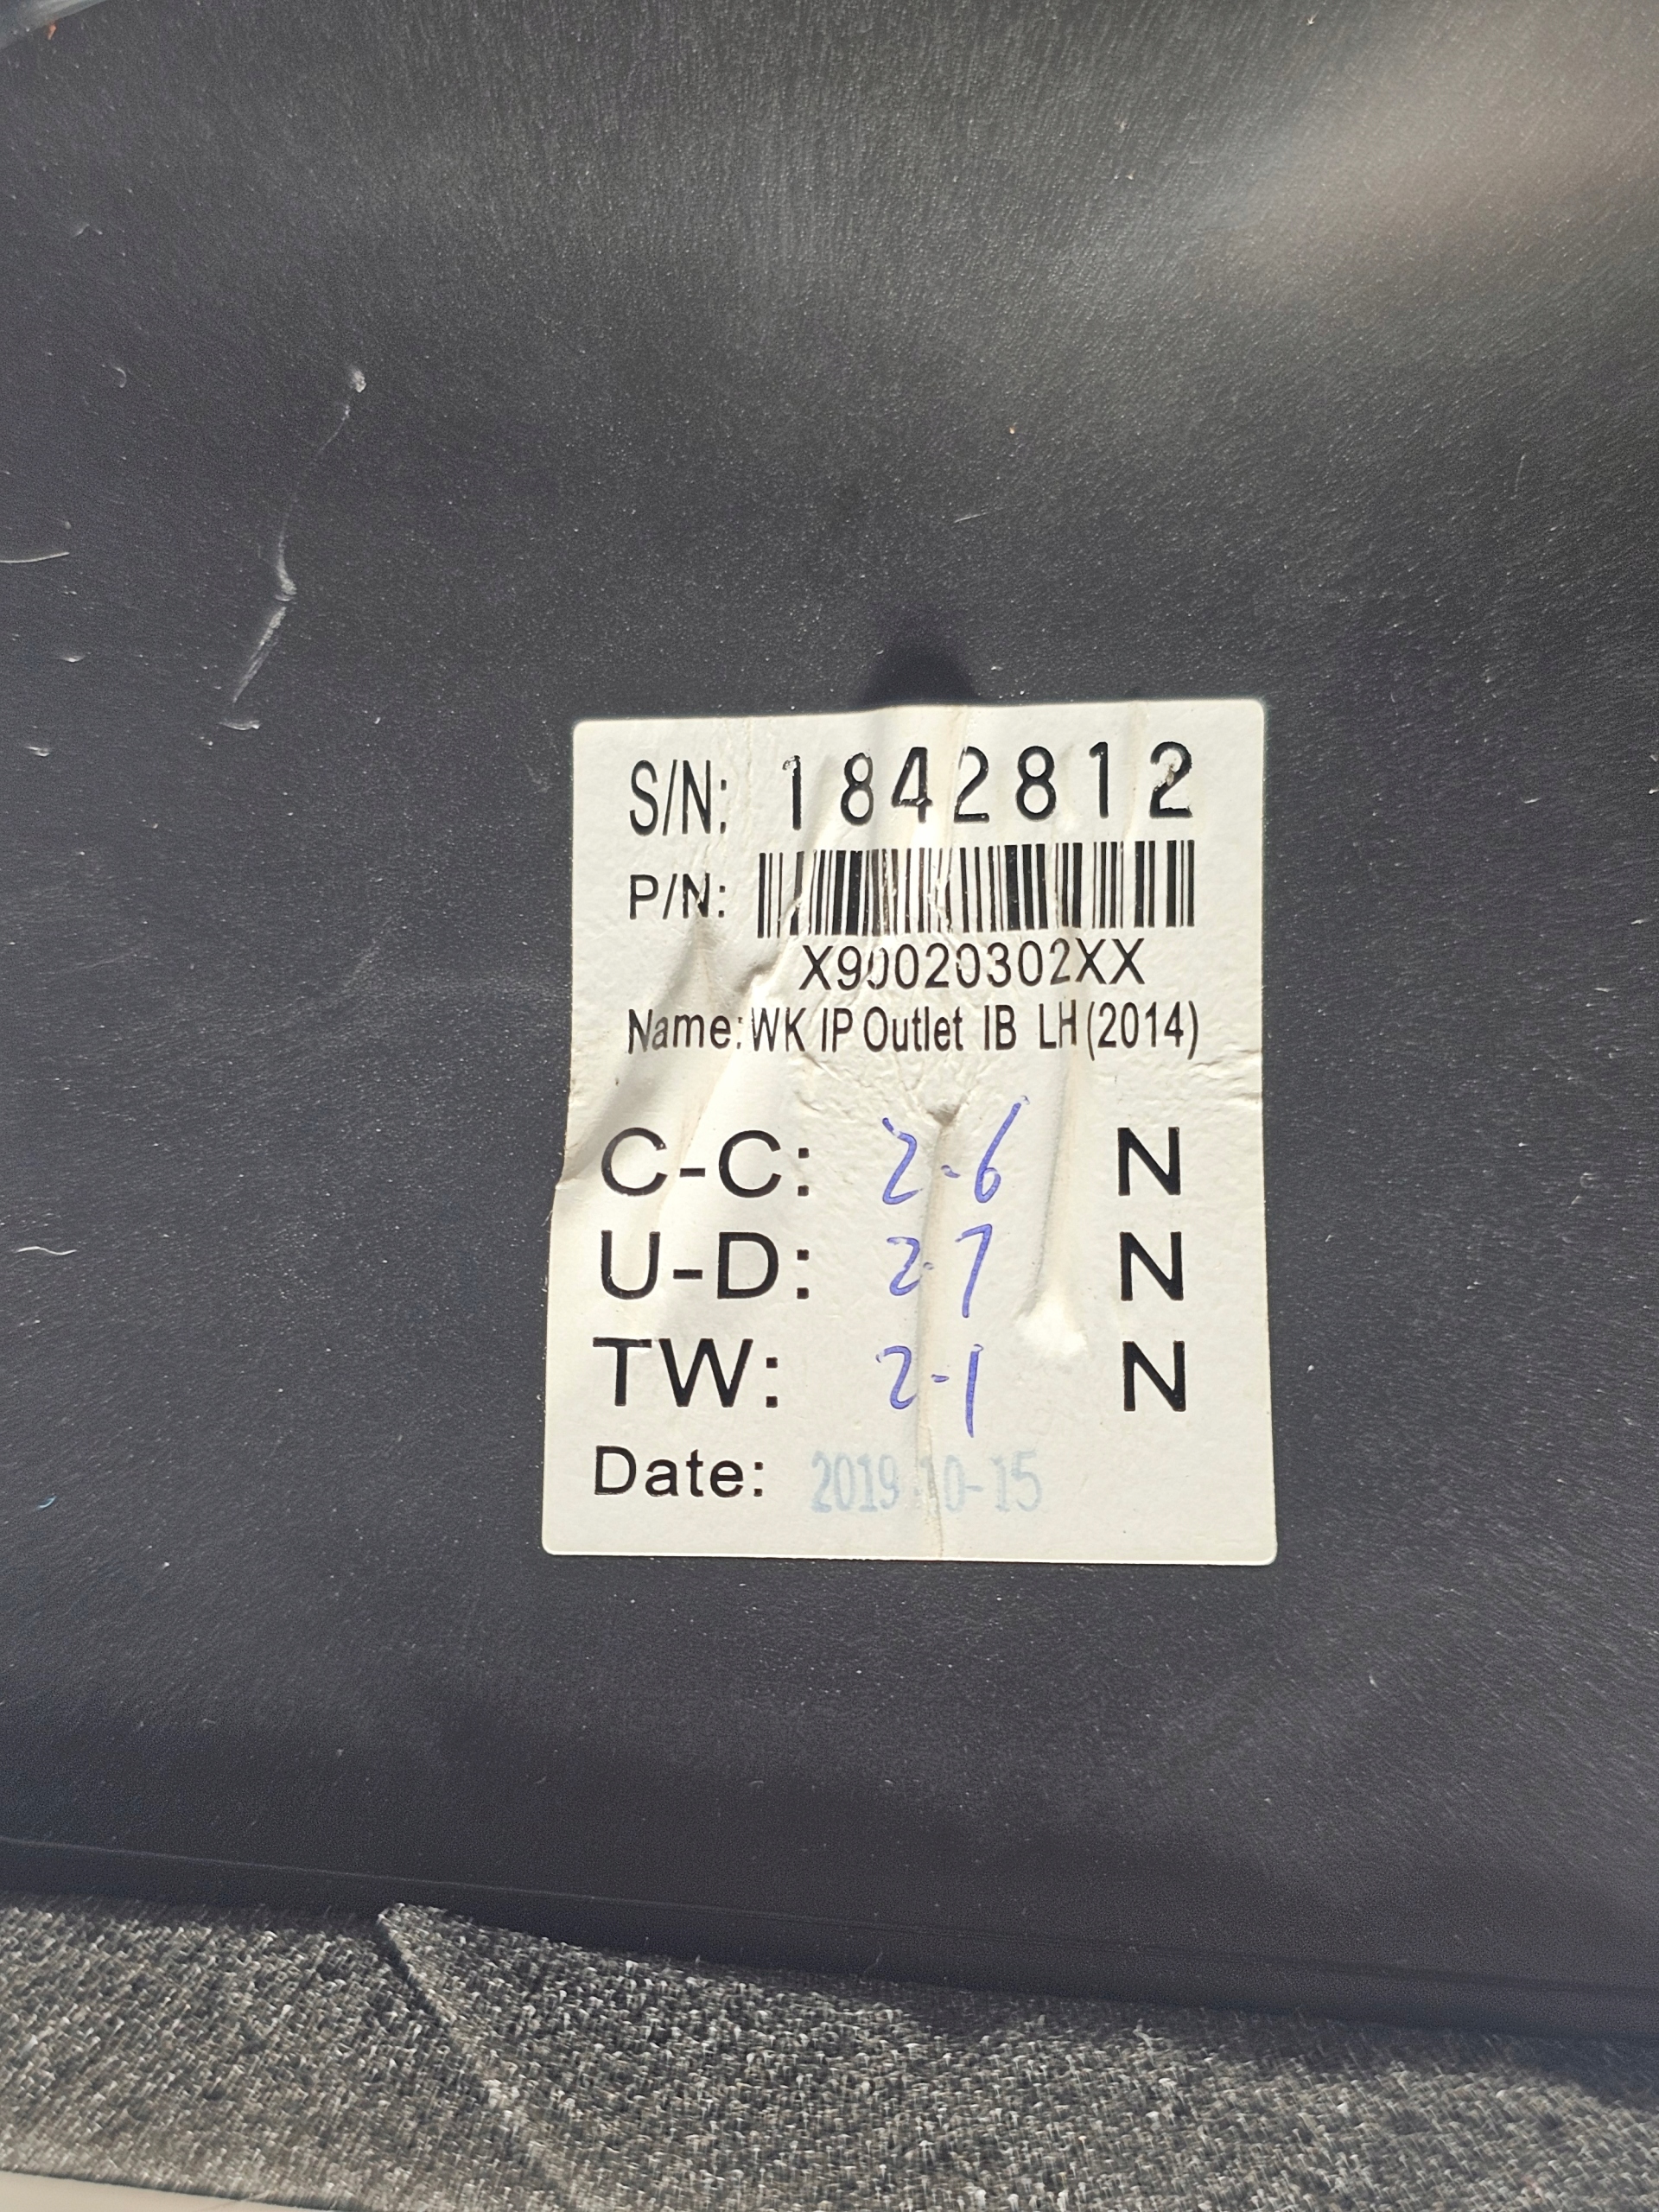 S/N: 1842812
P/N:
X90020302XX
Name: WK IP Outlet IB LH (2014)
C-C: 2.6 N
U-D: 2.7 N
TW: 2.1 N
Date: 2019 10-15